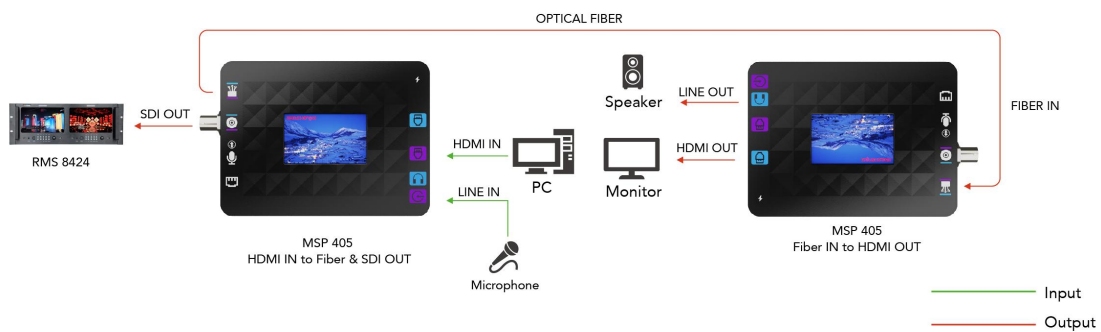 OPTICAL FIBER
SDI OUT
RMS 8424
HDMI IN
PC
LINE IN
Microphone
MSP 405
HDMI IN to Fiber & SDI OUT
Speaker
LINE OUT
HDMI OUT
Monitor
FIBER IN
MSP 405
Fiber IN to HDMI OUT
Input
Output